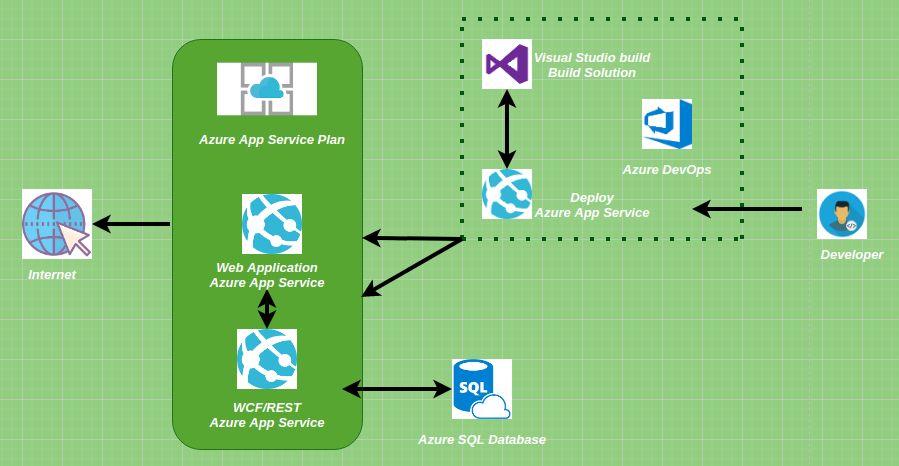 Visual Studio build
Build Solution
Azure App Service Plan
Azure DevOps
Deploy
Azure App Service
Developer
Internet
Web Application
Azure App Service
WCF/REST
Azure App Service
SQL
Azure SQL Database